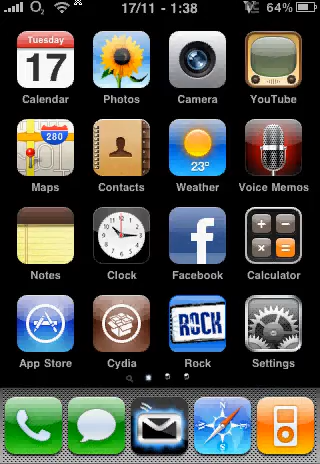 O₂ 17/11 - 1:38 64%
Tuesday
17
Calendar Photos Camera YouTube
280
23°
Maps Contacts Weather Voice Memos
Notes Clock Facebook Calculator
f
ROCK
App Store Cydia Rock Settings